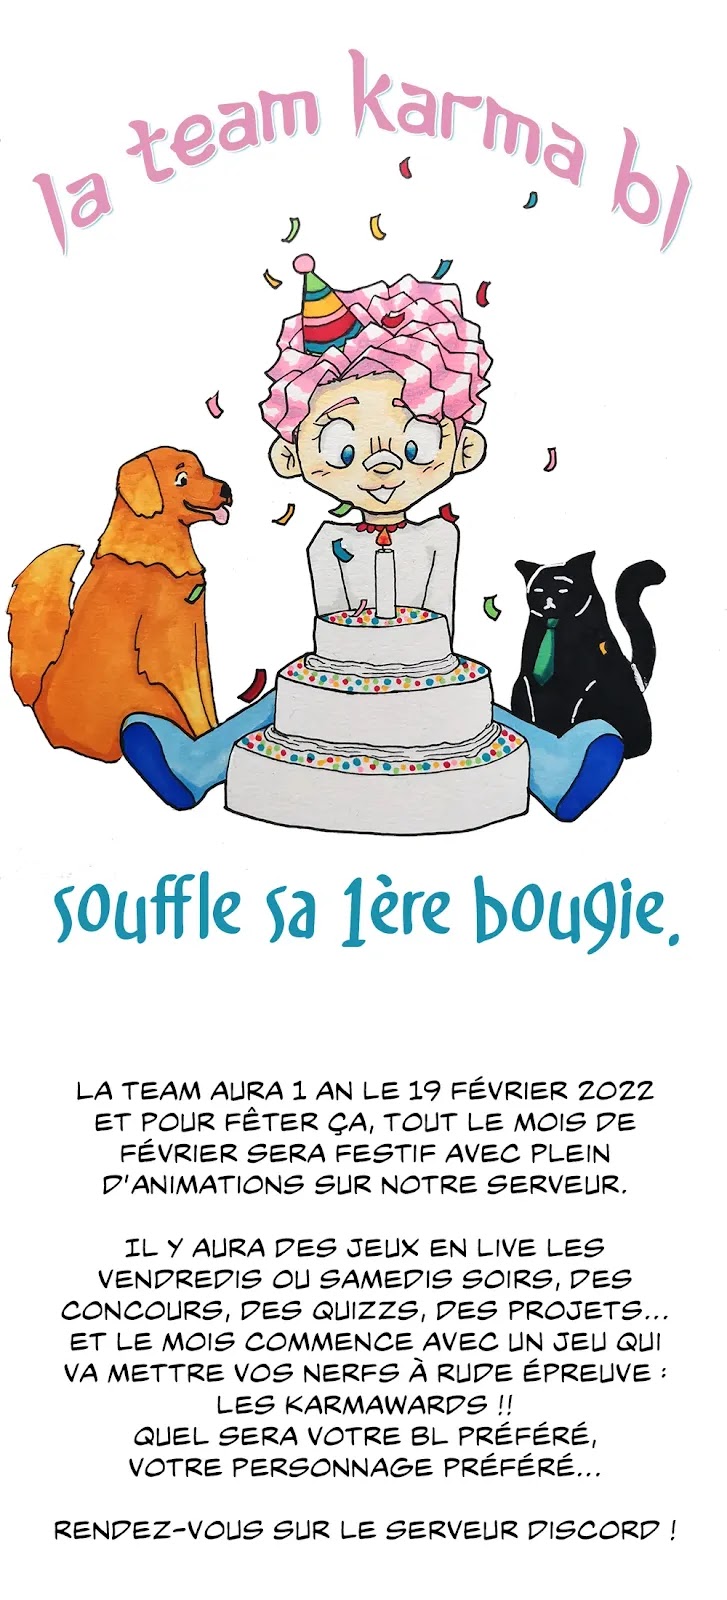 la team karma bl
souffle sa 1ère bougie.
LA TEAM AURA 1 AN LE 19 FÉVRIER 2022
ET POUR FÊTER ÇA, TOUT LE MOIS DE
FÉVRIER SERA FESTIF AVEC PLEIN
D'ANIMATIONS SUR NOTRE SERVEUR.
IL Y AURA DES JEUX EN LIVE LES
VENDREDIS OU SAMEDIS SOIRS, DES
CONCOURS, DES QUIZZS, DES PROJETS...
ET LE MOIS COMMENCE AVEC UN JEU QUI
VA METTRE VOS NERFS À RUDE ÉPREUVE :
LES KARMAWARDS !!
QUEL SERA VOTRE BL PRÉFÉRÉ,
VOTRE PERSONNAGE PRÉFÉRÉ...
RENDEZ-VOUS SUR LE SERVEUR DISCORD !